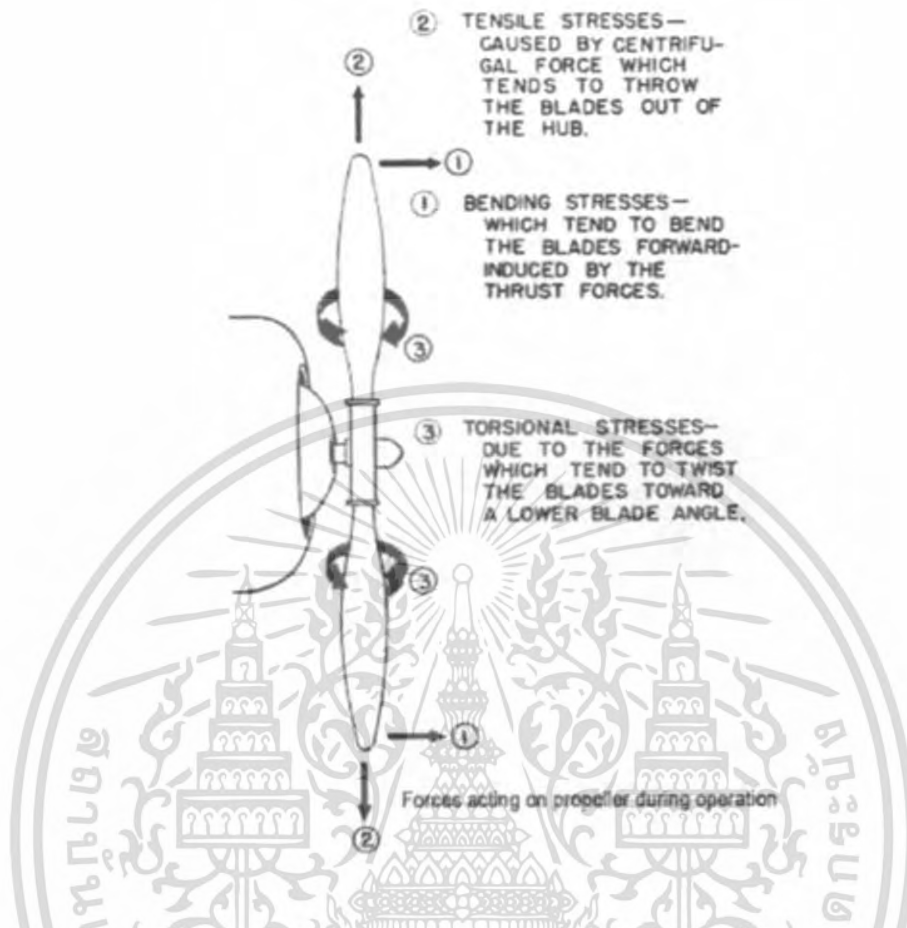 ② TENSILE STRESSES—
CAUSED BY CENTRIFU-
GAL FORCE WHICH
TENDS TO THROW
THE BLADES OUT OF
THE HUB.
②
①
① BENDING STRESSES—
WHICH TEND TO BEND
THE BLADES FORWARD-
INDUCED BY THE
THRUST FORCES.
③
③ TORSIONAL STRESSES—
DUE TO THE FORCES
WHICH TEND TO TWIST
THE BLADES TOWARD
A LOWER BLADE ANGLE.
③
①
Forces acting on propeller during operation
②